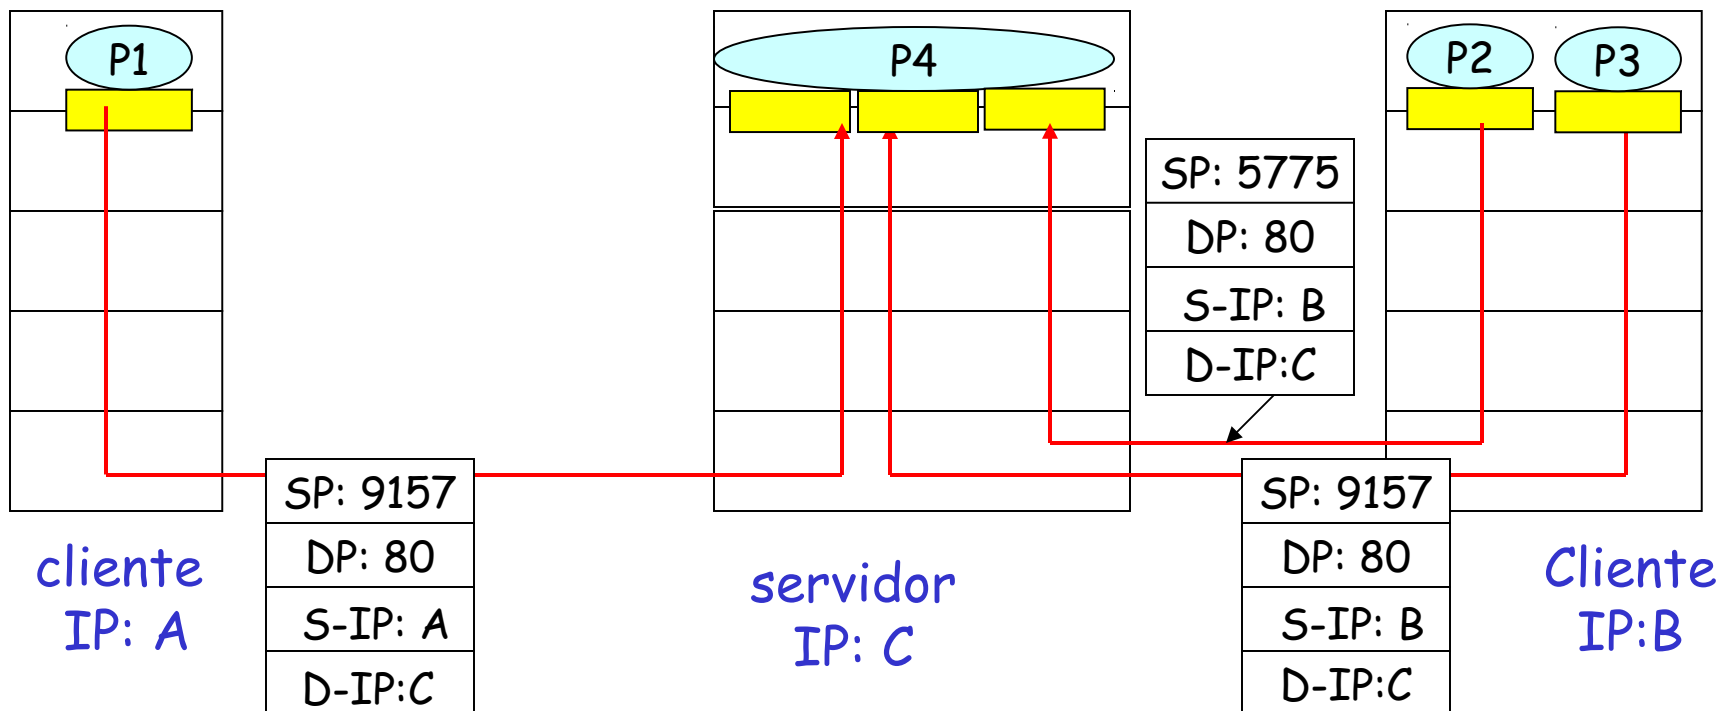 P1
P4
P2
P3
SP: 5775
DP: 80
S-IP: B
D-IP:C
SP: 9157
DP: 80
S-IP: A
D-IP:C
SP: 9157
DP: 80
S-IP: B
D-IP:C
cliente
IP: A
servidor
IP: C
Cliente
IP:B